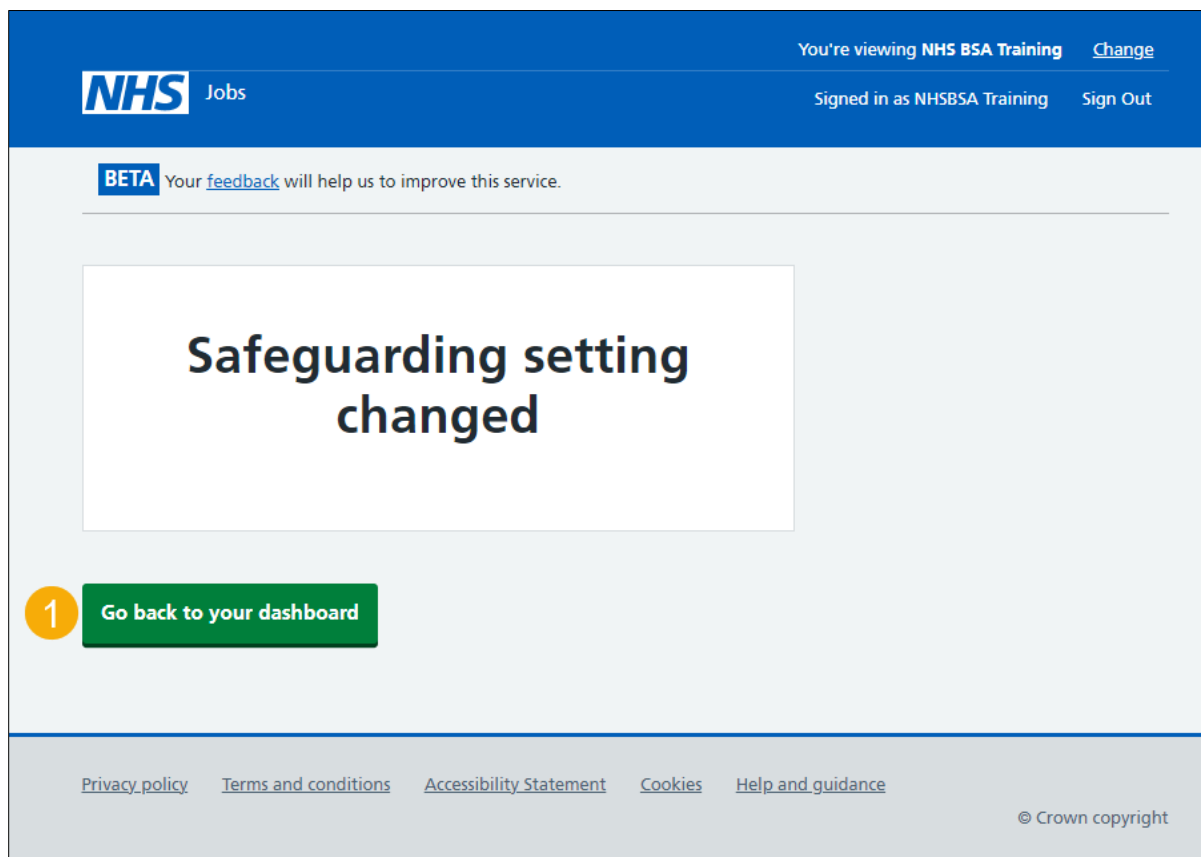 You're viewing NHS BSA Training Change
NHS Jobs
Signed in as NHSBSA Training Sign Out
BETA Your feedback will help us to improve this service.
Safeguarding setting
changed
1 Go back to your dashboard
Privacy policy Terms and conditions Accessibility Statement Cookies Help and guidance
© Crown copyright